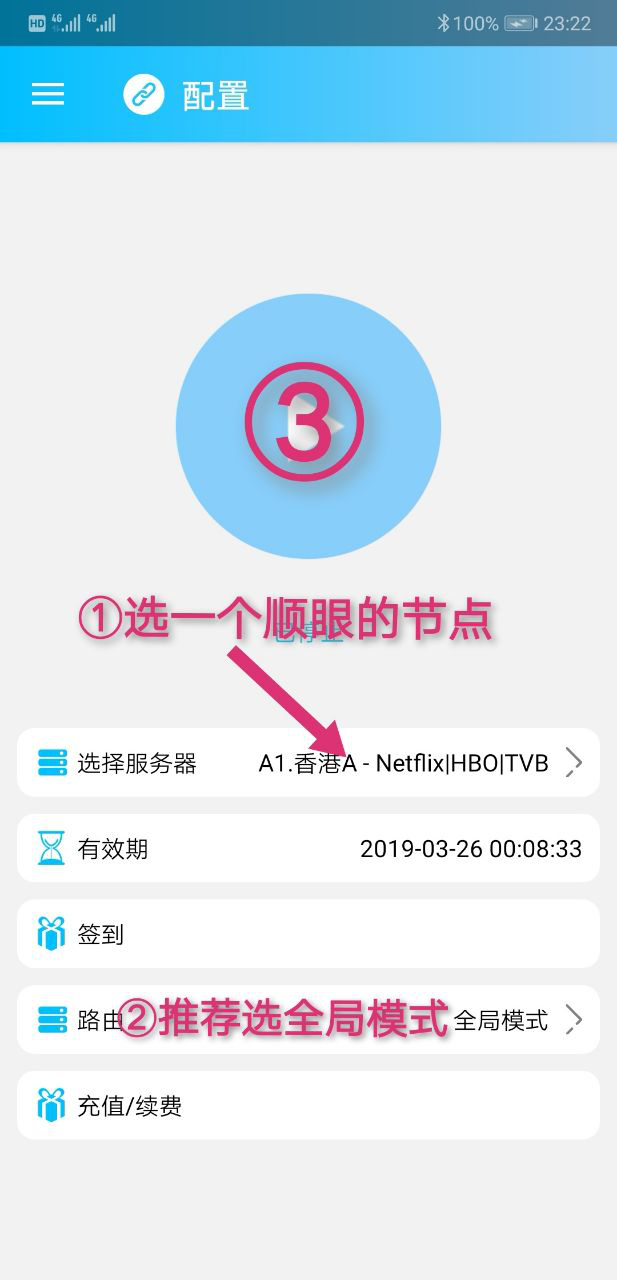 HD 4G 4G 100% 23:22
配置
③
①选一个顺眼的节点
已停止
选择服务器 A1.香港A - Netflix|HBO|TVB
有效期 2019-03-26 00:08:33
签到
路由 ②推荐选全局模式 全局模式
充值/续费